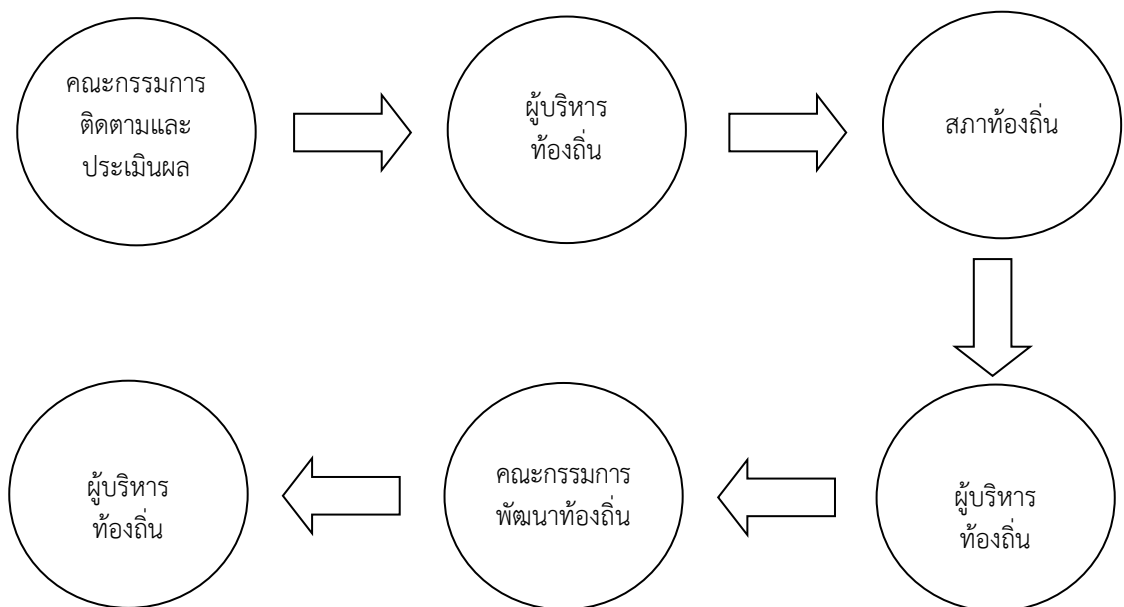 คณะกรรมการ
ติดตามและ
ประเมินผล
ผู้บริหาร
ท้องถิ่น
สภาท้องถิ่น
ผู้บริหาร
ท้องถิ่น
คณะกรรมการ
พัฒนาท้องถิ่น
ผู้บริหาร
ท้องถิ่น